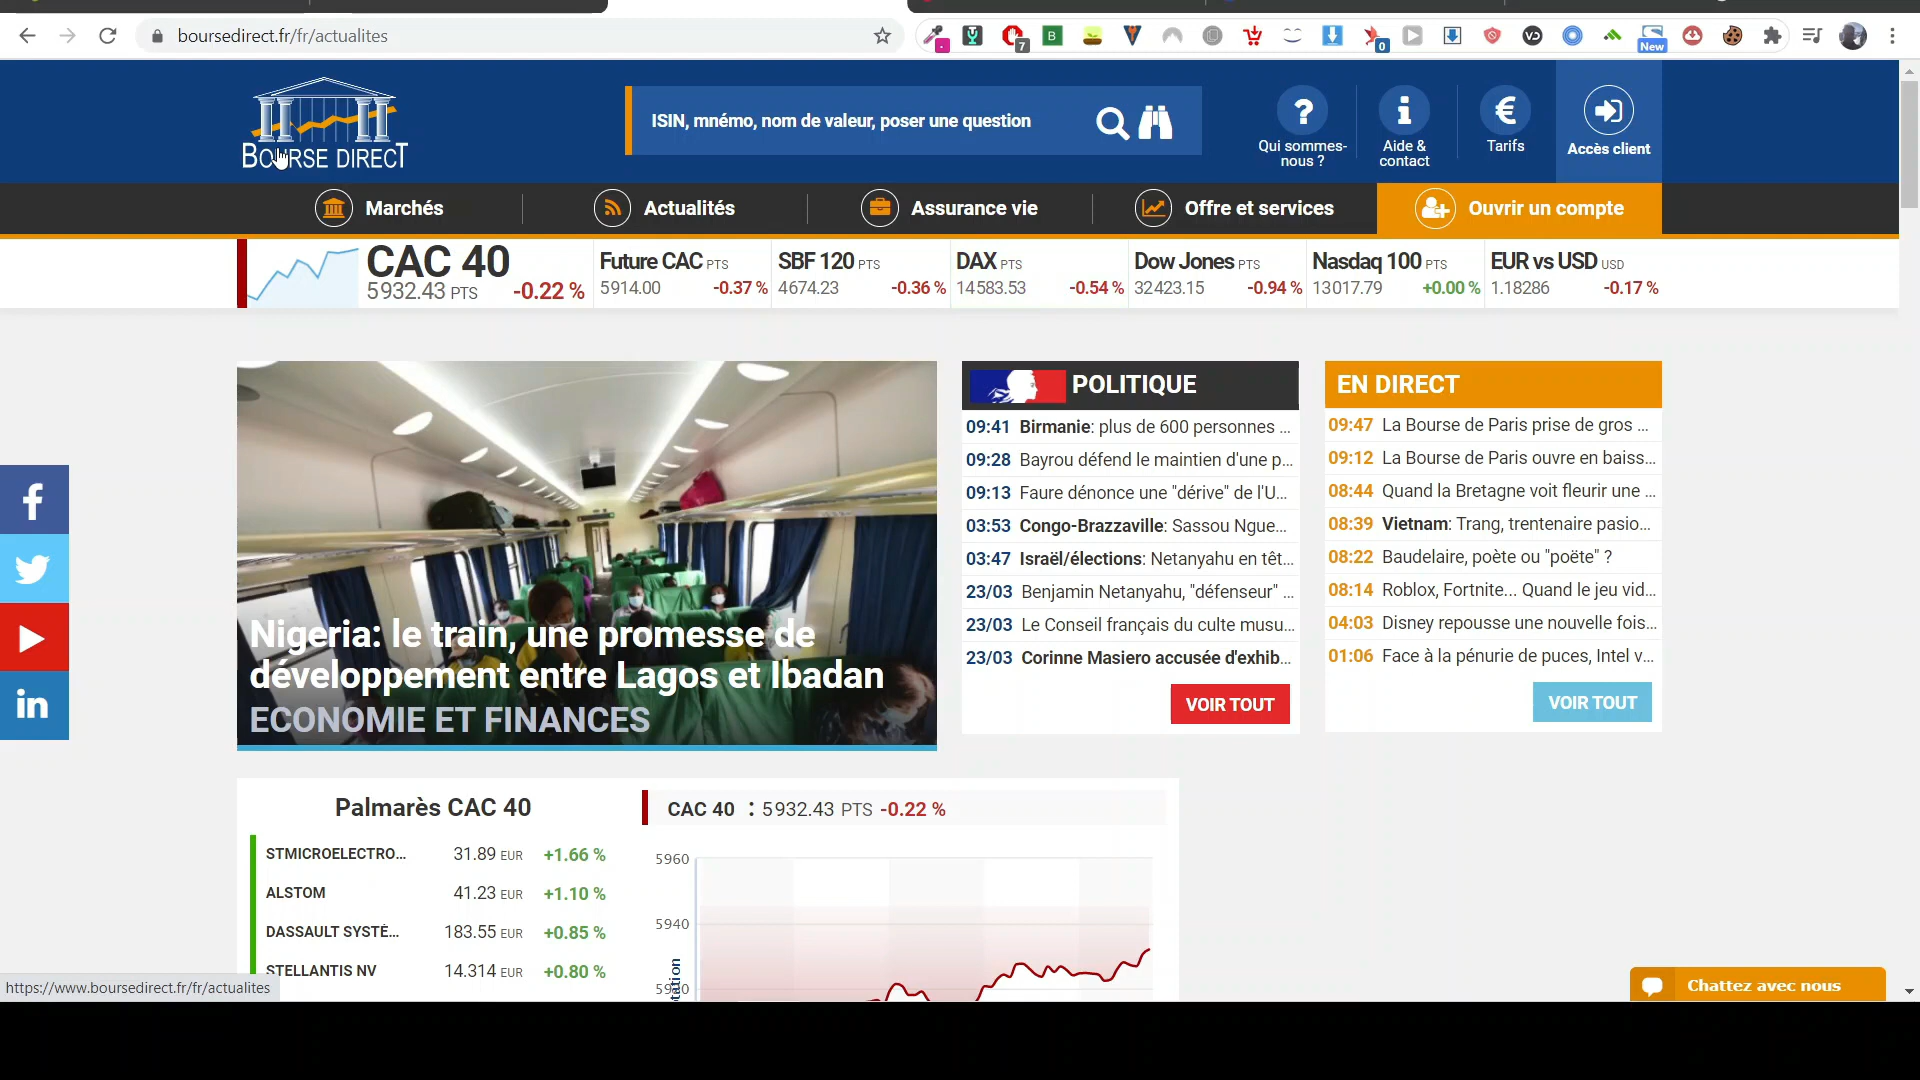 boursedirect.fr/fr/actualites
7
B
0
VD
New
BOURSE DIRECT
ISIN, mnémo, nom de valeur, poser une question
?
Qui sommes-
nous ?
Aide &
contact
€
Tarifs
Accès client
Marchés
Actualités
Assurance vie
Offre et services
Ouvrir un compte
CAC 40
5932.43 PTS -0.22 %
Future CAC PTS
5914.00 -0.37 %
SBF 120 PTS
4674.23 -0.36 %
DAX PTS
14583.53 -0.54 %
Dow Jones PTS
32423.15 -0.94 %
Nasdaq 100 PTS
13017.79 +0.00 %
EUR vs USD USD
1.18286 -0.17 %
Nigeria: le train, une promesse de
développement entre Lagos et Ibadan
ECONOMIE ET FINANCES
POLITIQUE
09:41 Birmanie: plus de 600 personnes ...
09:28 Bayrou défend le maintien d'une p...
09:13 Faure dénonce une "dérive" de l'U...
03:53 Congo-Brazzaville: Sassou Ngue...
03:47 Israël/élections: Netanyahu en têt...
23/03 Benjamin Netanyahu, "défenseur" ...
23/03 Le Conseil français du culte musu...
23/03 Corinne Masiero accusée d'exhib...
VOIR TOUT
EN DIRECT
09:47 La Bourse de Paris prise de gros ...
09:12 La Bourse de Paris ouvre en baiss...
08:44 Quand la Bretagne voit fleurir une ...
08:39 Vietnam: Trang, trentenaire pasio...
08:22 Baudelaire, poète ou "poëte" ?
08:14 Roblox, Fortnite... Quand le jeu vid...
04:03 Disney repousse une nouvelle fois...
01:06 Face à la pénurie de puces, Intel v...
VOIR TOUT
f
in
Palmarès CAC 40
STMICROELECTRO... 31.89 EUR +1.66 %
ALSTOM 41.23 EUR +1.10 %
DASSAULT SYSTÈ... 183.55 EUR +0.85 %
STELLANTIS NV 14.314 EUR +0.80 %
CAC 40 : 5932.43 PTS -0.22 %
5960
5940
5920
https://www.boursedirect.fr/fr/actualites
Chattez avec nous